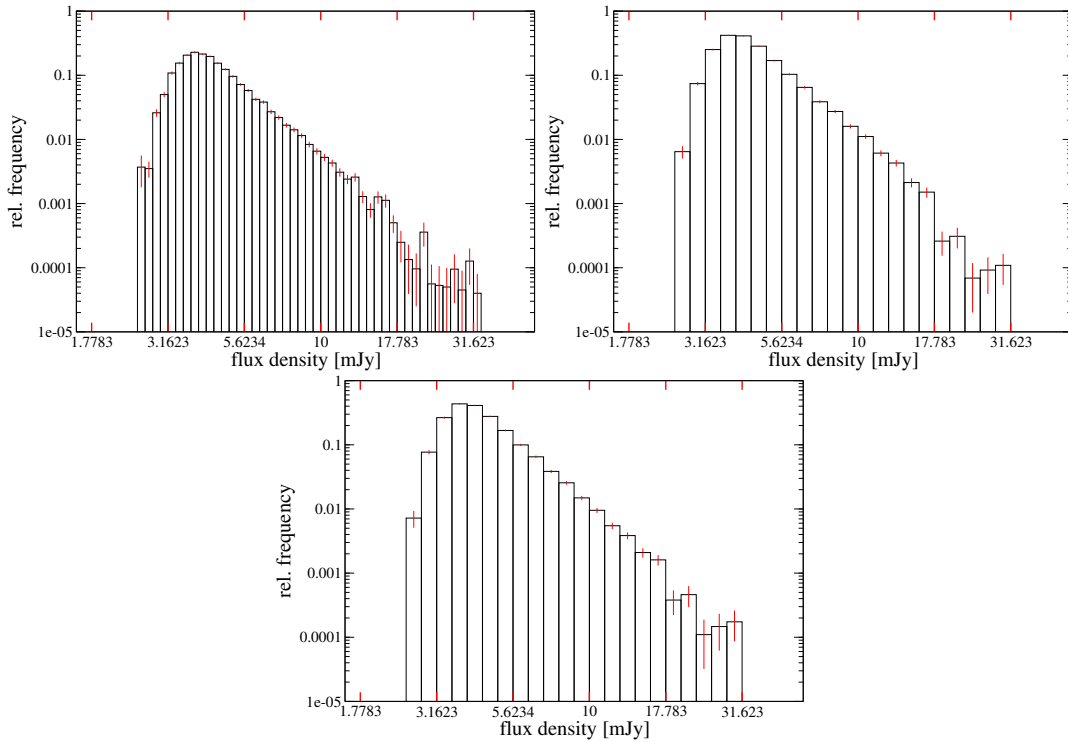 1
0.1
0.01
0.001
0.0001
1e-05
rel. frequency
1.7783 3.1623 5.6234 10 17.783 31.623
flux density [mJy]
1
0.1
0.01
0.001
0.0001
1e-05
rel. frequency
1.7783 3.1623 5.6234 10 17.783 31.623
flux density [mJy]
1
0.1
0.01
0.001
0.0001
1e-05
rel. frequency
1.7783 3.1623 5.6234 10 17.783 31.623
flux density [mJy]